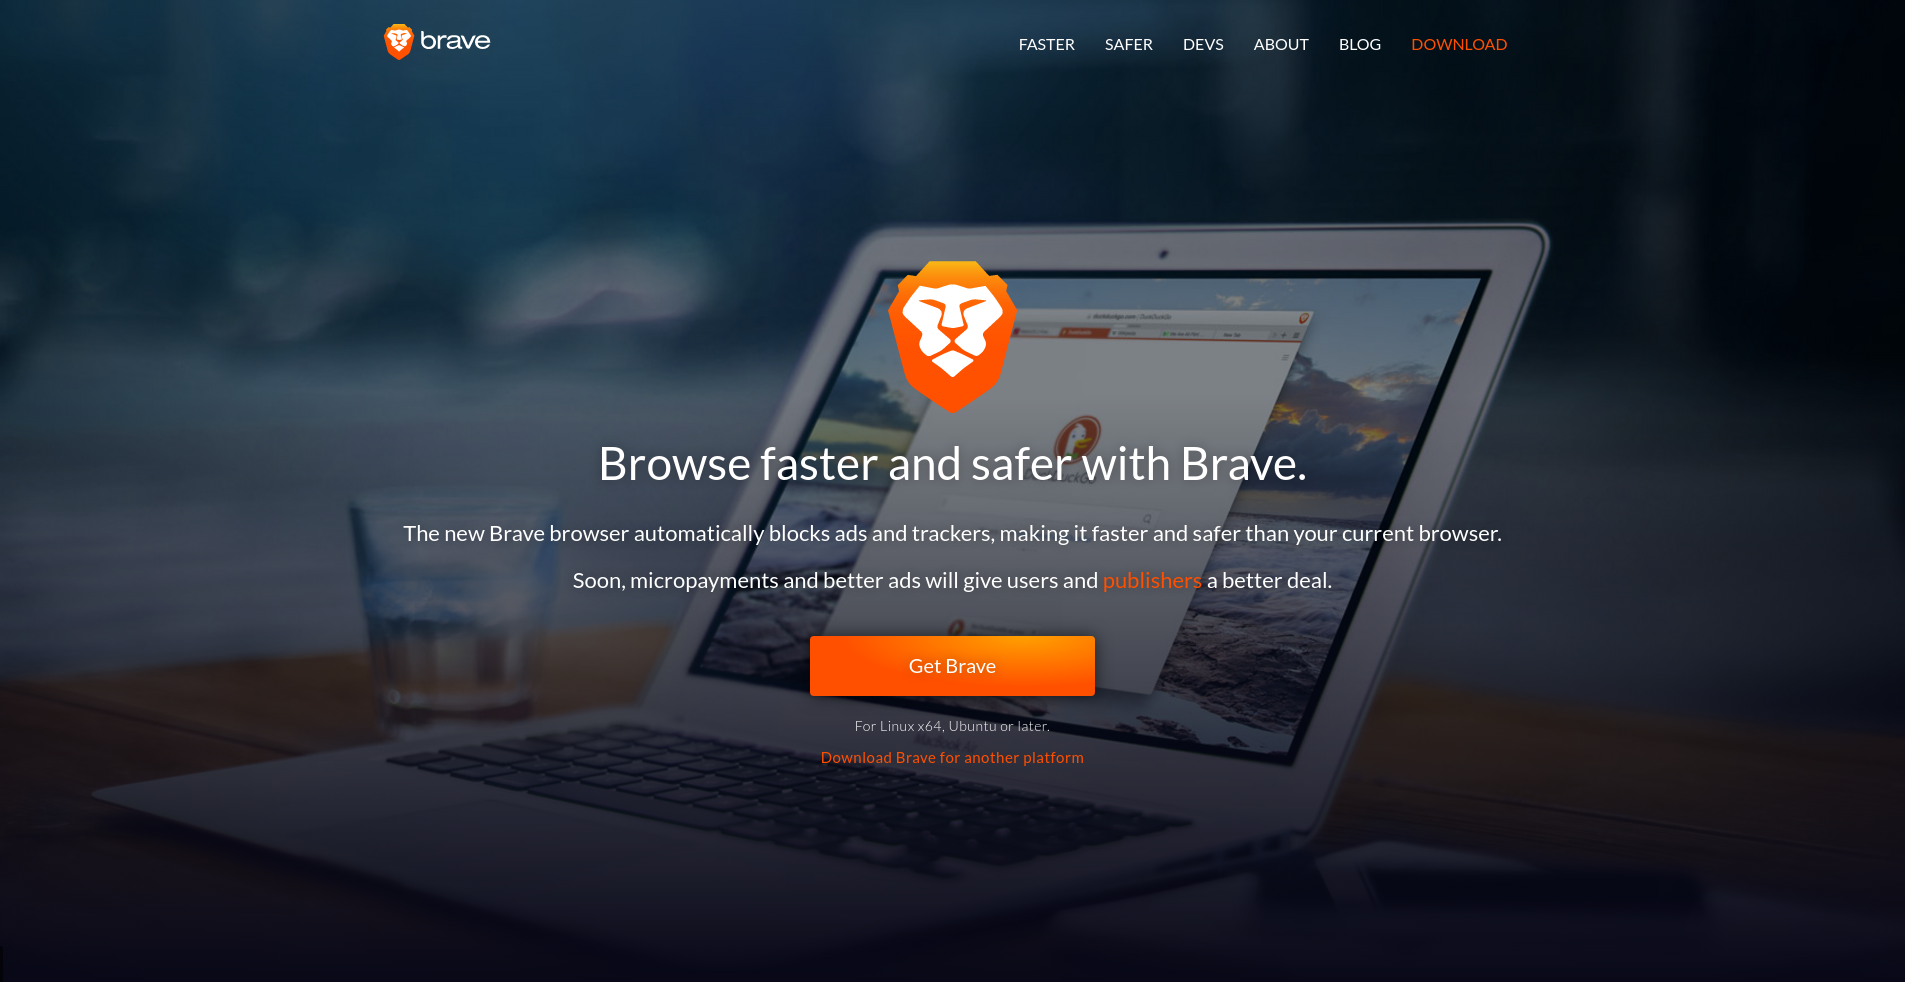 brave
FASTER SAFER DEVS ABOUT BLOG DOWNLOAD
Browse faster and safer with Brave.
The new Brave browser automatically blocks ads and trackers, making it faster and safer than your current browser.
Soon, micropayments and better ads will give users and publishers a better deal.
Get Brave
For Linux x64, Ubuntu or later.
Download Brave for another platform